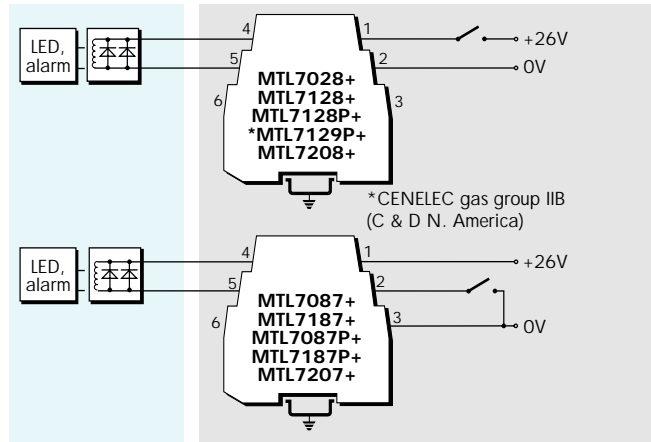 4
1
LED,
alarm
+26V
5
2
0V
6
3
MTL7028+
MTL7128+
MTL7128P+
*MTL7129P+
MTL7208+
*CENELEC gas group IIB
(C & D N. America)
4
1
LED,
alarm
+26V
5
2
6
3
0V
MTL7087+
MTL7187+
MTL7087P+
MTL7187P+
MTL7207+